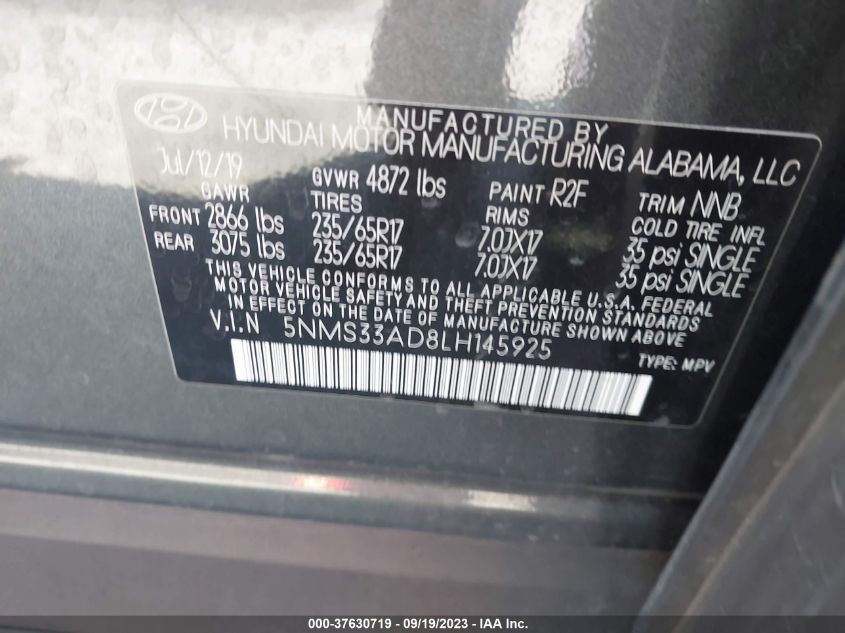 MANUFACTURED BY
HYUNDAI MOTOR MANUFACTURING ALABAMA, LLC
Jul/12/19
GAWR GVWR 4872 lbs PAINT R2F TRIM NNB
TIRES RIMS COLD TIRE INFL
FRONT 2866 lbs 235/65R17 7.0JX17 35 psi SINGLE
REAR 3075 lbs 235/65R17 7.0JX17 35 psi SINGLE
THIS VEHICLE CONFORMS TO ALL APPLICABLE U.S.A. FEDERAL
MOTOR VEHICLE SAFETY AND THEFT PREVENTION STANDARDS
IN EFFECT ON THE DATE OF MANUFACTURE SHOWN ABOVE
V.I.N 5NMS33AD8LH145925
TYPE: MPV
000-37630719 - 09/19/2023 - IAA Inc.